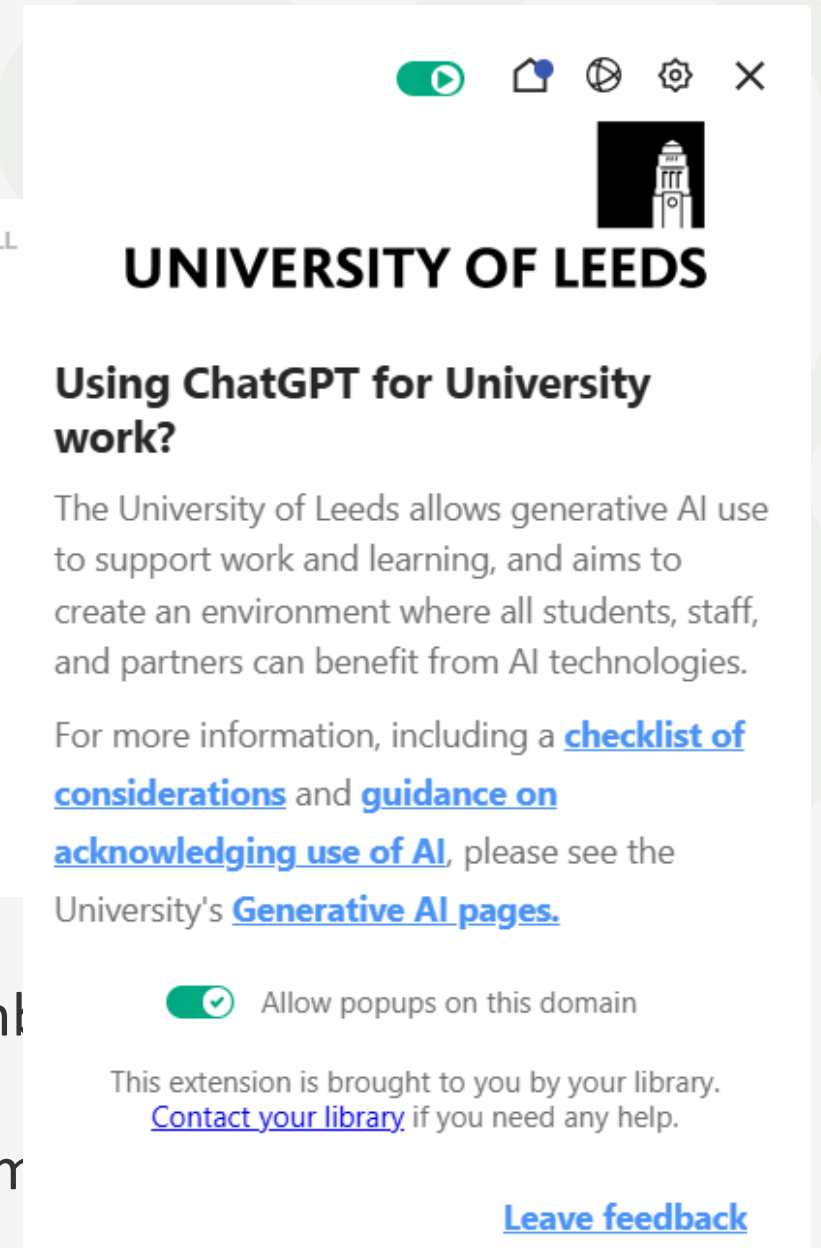 UNIVERSITY OF LEEDS
Using ChatGPT for University
work?
The University of Leeds allows generative AI use
to support work and learning, and aims to
create an environment where all students, staff,
and partners can benefit from AI technologies.
For more information, including a checklist of
considerations and guidance on
acknowledging use of AI, please see the
University's Generative AI pages.
Allow popups on this domain
This extension is brought to you by your library.
Contact your library if you need any help.
Leave feedback